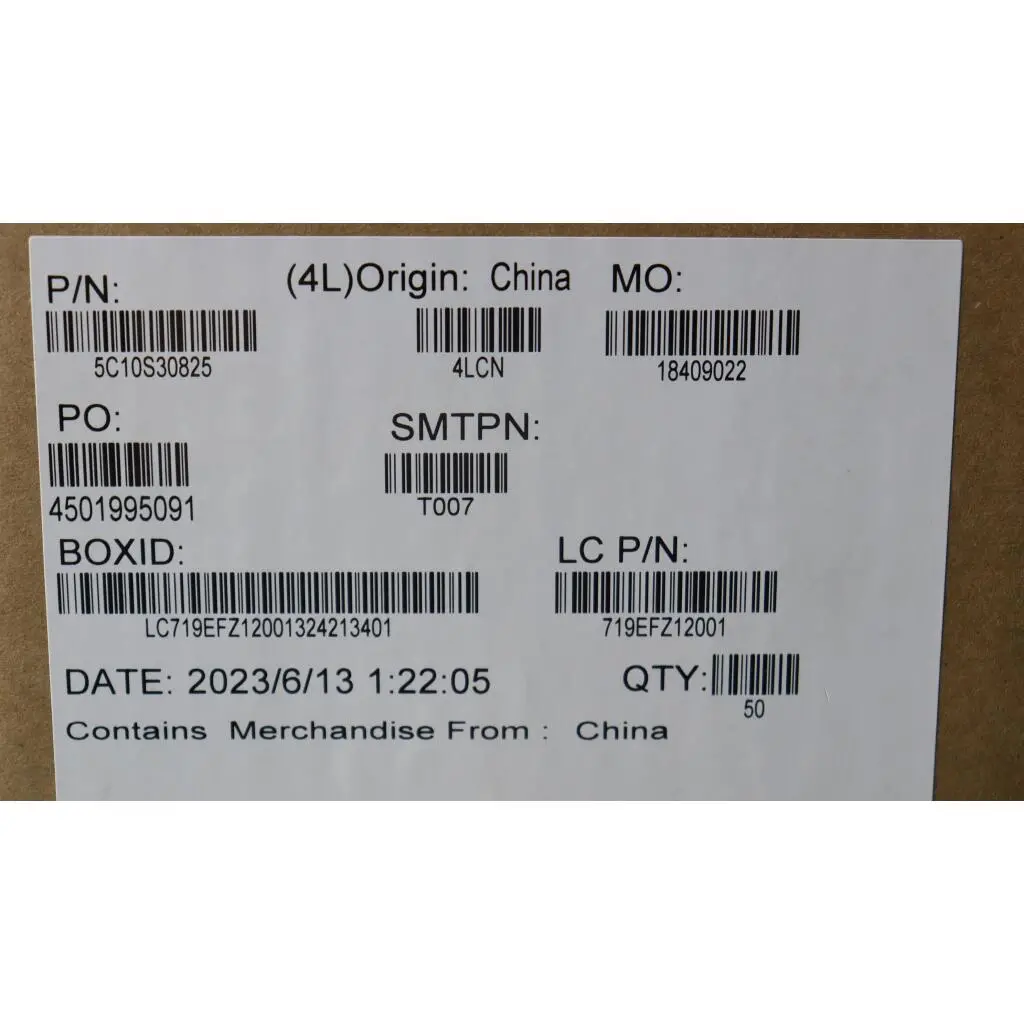 P/N: (4L)Origin: China MO:
5C10S30825 4LCN 18409022
PO: SMTPN:
4501995091 T007
BOXID: LC P/N:
LC719EFZ12001324213401 719EFZ12001
DATE: 2023/6/13 1:22:05 QTY:
50
Contains Merchandise From : China